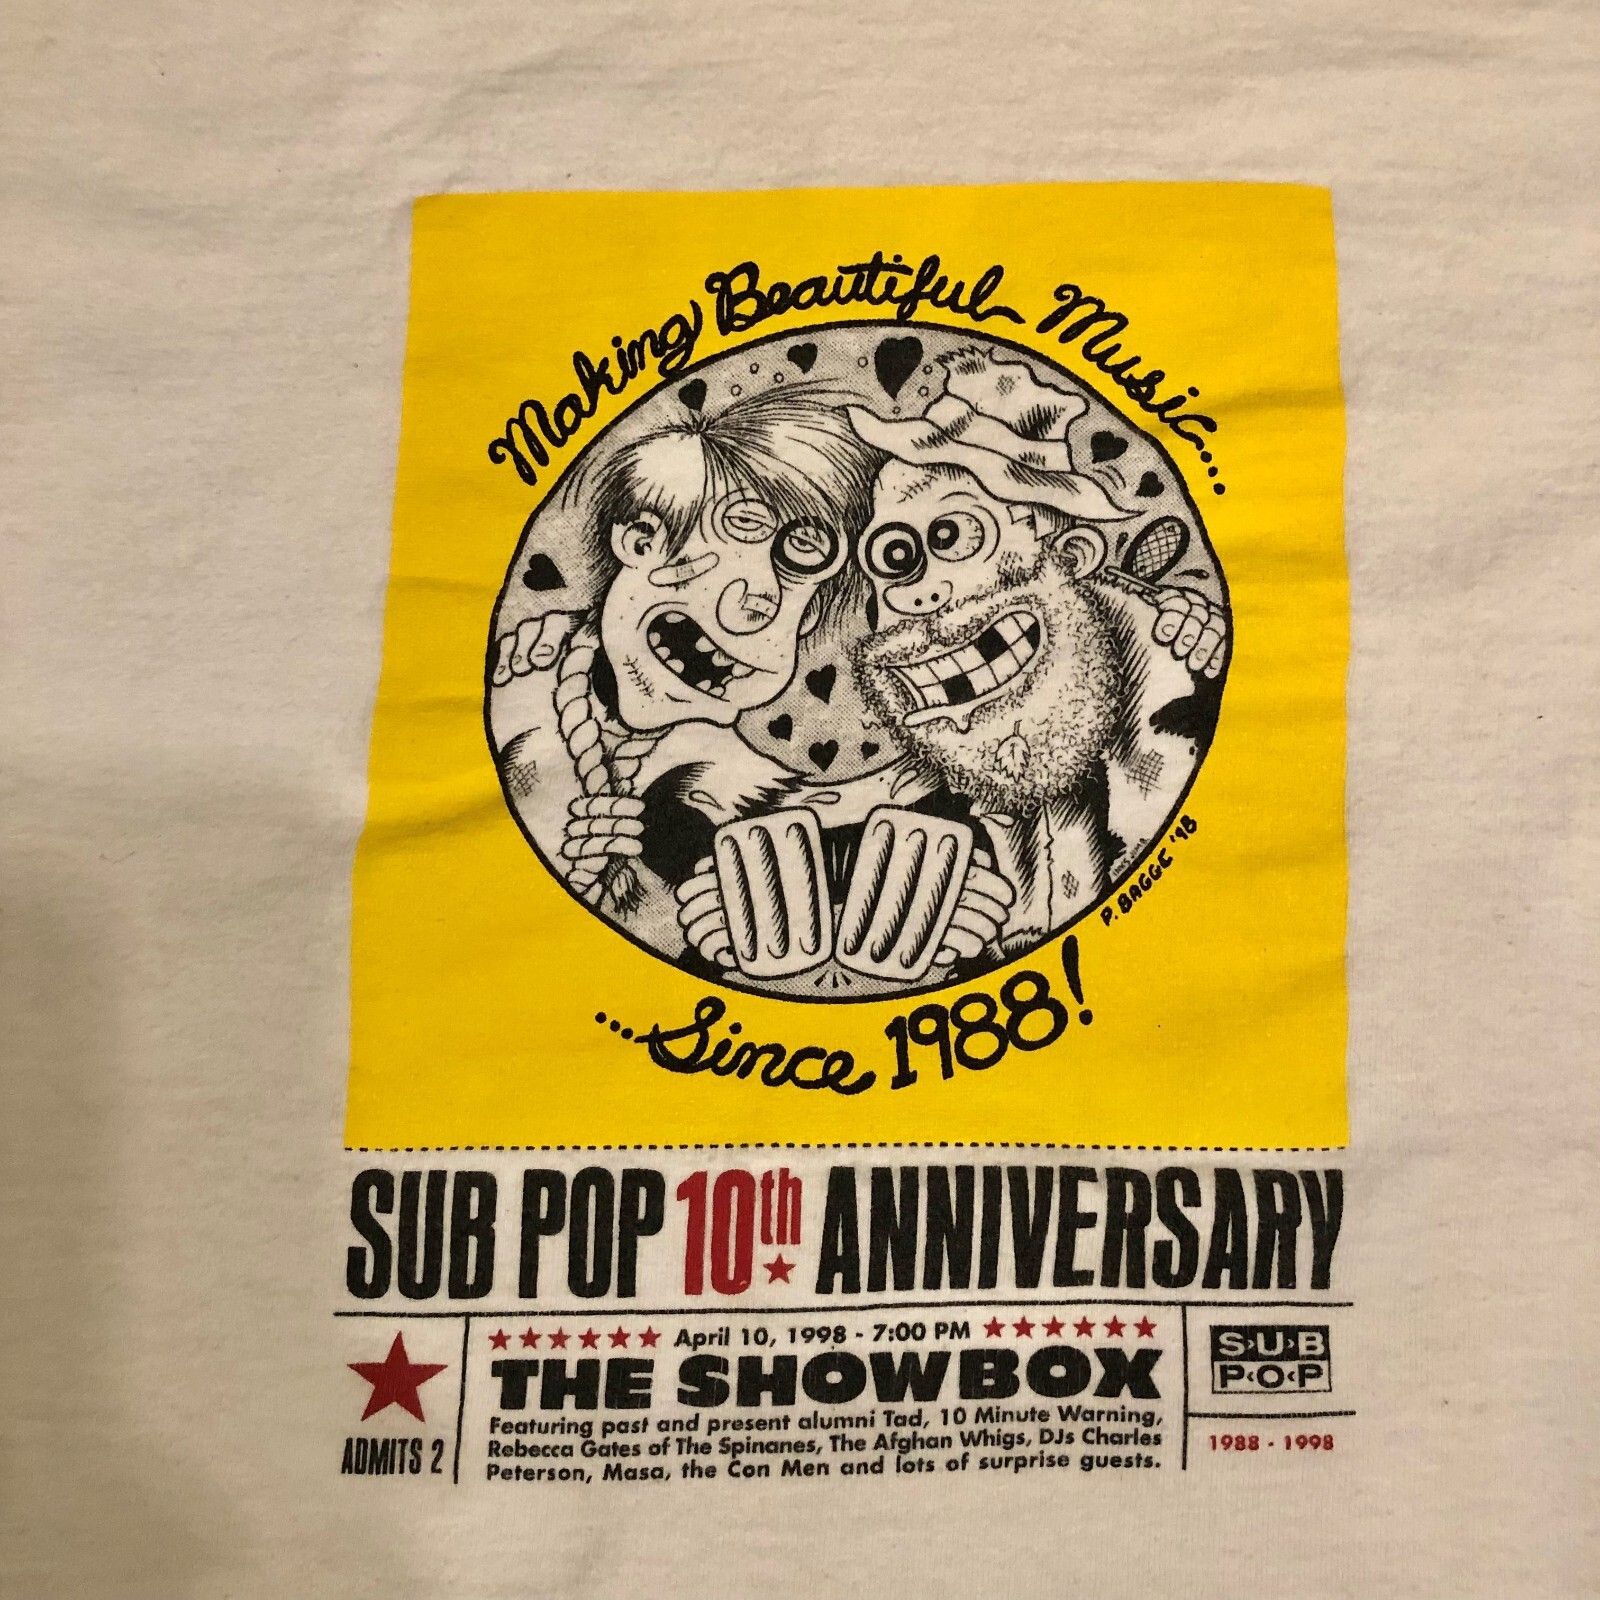 Making Beautiful Music...
P. BAGGE '98
...Since 1988!
SUB POP 10th ANNIVERSARY
ADMITS 2
April 10, 1998 - 7:00 PM
THE SHOWBOX
Featuring past and present alumni Tad, 10 Minute Warning,
Rebecca Gates of The Spinanes, The Afghan Whigs, DJs Charles
Peterson, Masa, the Con Men and lots of surprise guests.
S›U›B
P‹O‹P
1988 - 1998